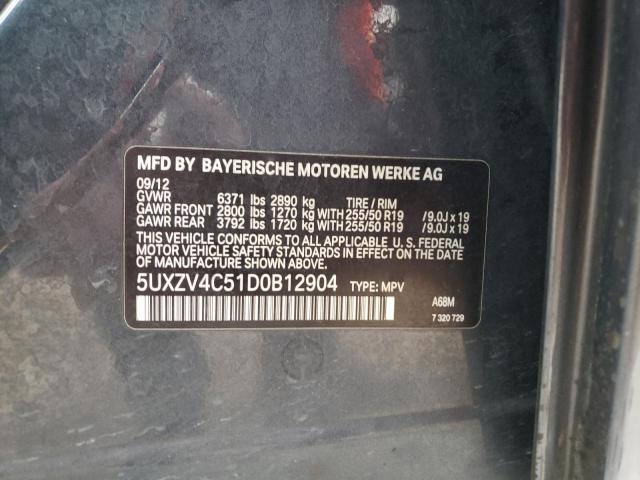 MFD BY BAYERISCHE MOTOREN WERKE AG
09/12
GVWR 6371 lbs 2890 kg TIRE / RIM
GAWR FRONT 2800 lbs 1270 kg WITH 255/50 R19 /9.0J x 19
GAWR REAR 3792 lbs 1720 kg WITH 255/50 R19 /9.0J x 19
THIS VEHICLE CONFORMS TO ALL APPLICABLE U. S. FEDERAL
MOTOR VEHICLE SAFETY STANDARDS IN EFFECT ON THE DATE
OF MANUFACTURE SHOWN ABOVE.
5UXZV4C51D0B12904 TYPE: MPV
A68M
7 320 729